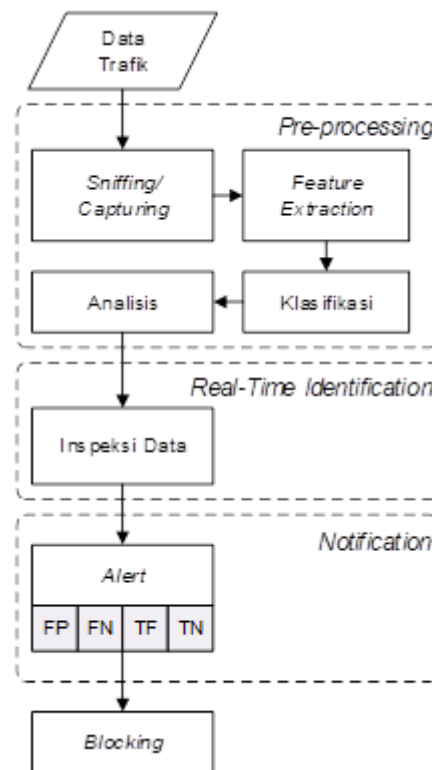 Data
Trafik
Pre-processing
Sniffing/
Capturing
Feature
Extraction
Analisis
Klasifikasi
Real-Time Identification
Inspeksi Data
Notification
Alert
FP FN TF TN
Blocking